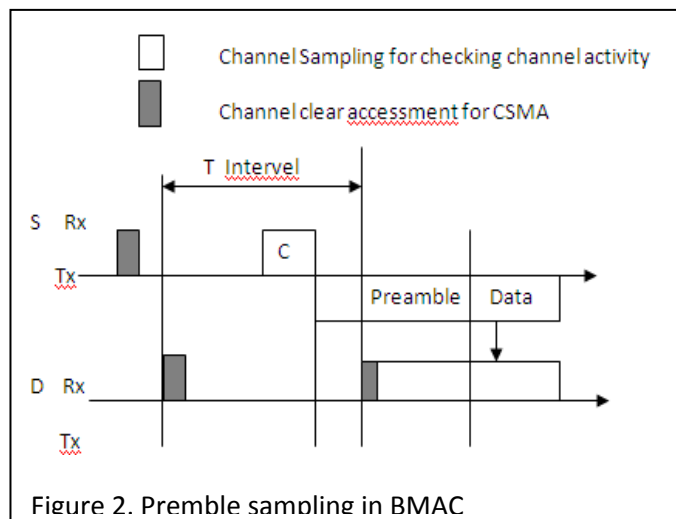 Channel Sampling for checking channel activity
Channel clear accessment for CSMA
T Intervel
S Rx
C
Tx
Preamble Data
D Rx
Tx
Figure 2. Premble sampling in BMAC